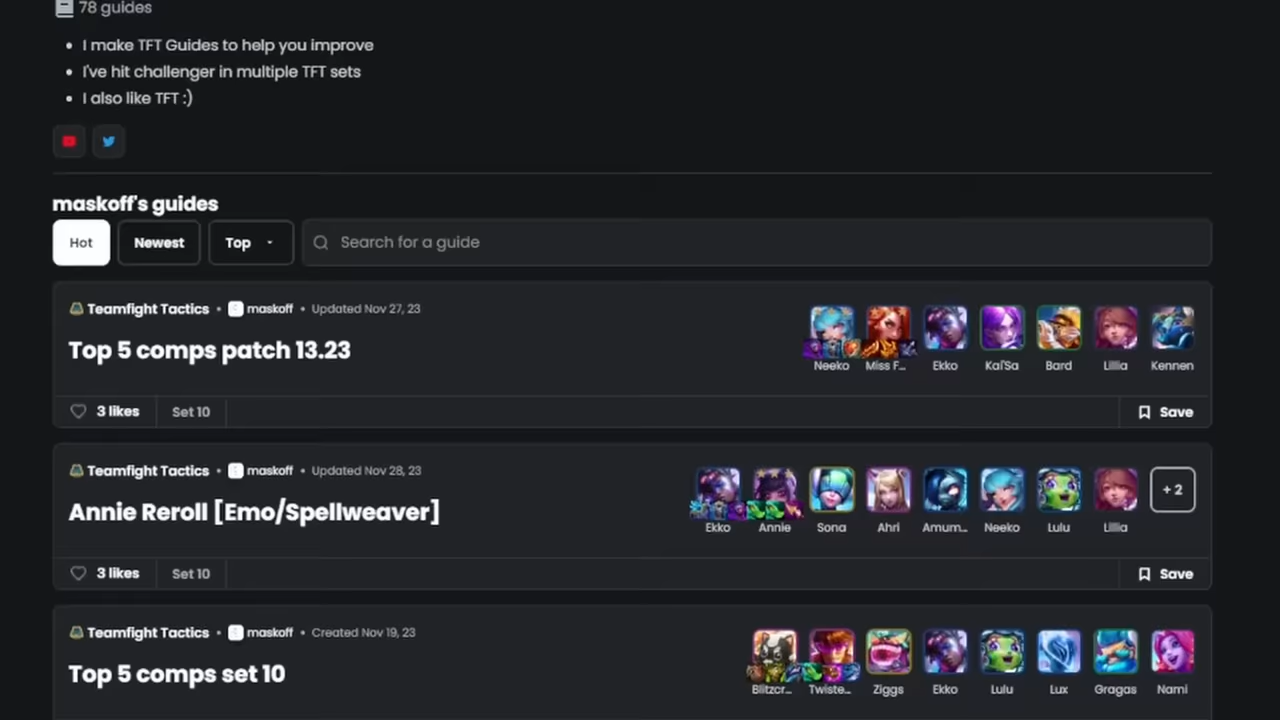 78 guides
I make TFT Guides to help you improve
I've hit challenger in multiple TFT sets
I also like TFT :)
maskoff's guides
Hot Newest Top Search for a guide
Teamfight Tactics • maskoff • Updated Nov 27, 23
Top 5 comps patch 13.23
Neeko Miss F... Ekko Kai'Sa Bard Lillia Kennen
3 likes Set 10 Save
Teamfight Tactics • maskoff • Updated Nov 28, 23
Annie Reroll [Emo/Spellweaver]
+ 2
Ekko Annie Sona Ahri Amum... Neeko Lulu Lillia
3 likes Set 10 Save
Teamfight Tactics • maskoff • Created Nov 19, 23
Top 5 comps set 10
Blitzcr... Twiste... Ziggs Ekko Lulu Lux Gragas Nami